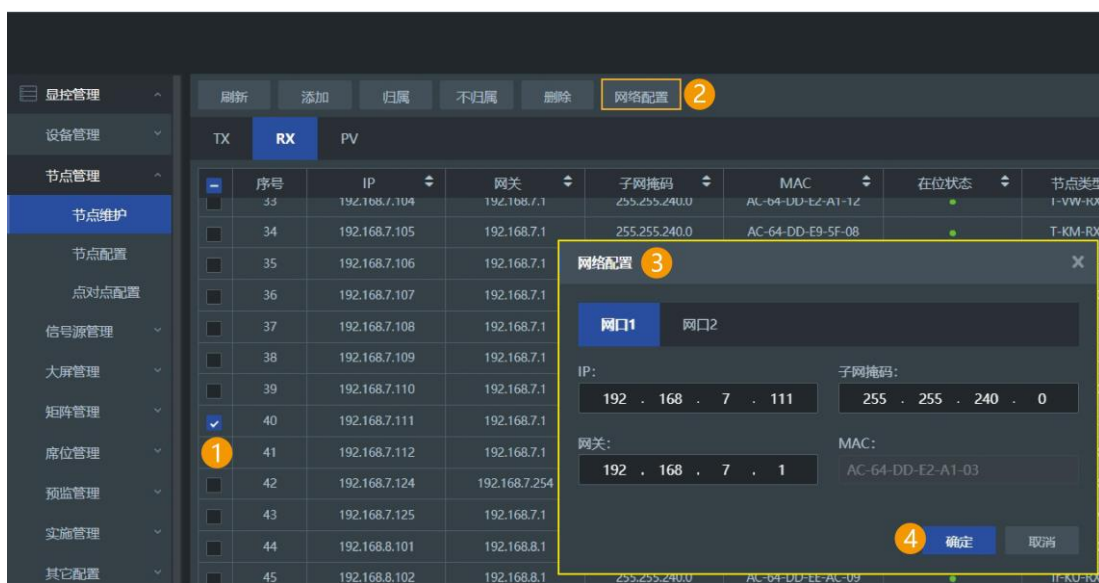 显控管理
设备管理
节点管理
节点维护
节点配置
点对点配置
信号源管理
大屏管理
矩阵管理
席位管理
预监管理
实施管理
其它配置
刷新 添加 归属 不归属 删除 网络配置 2
TX RX PV
序号 IP 网关 子网掩码 MAC 在位状态 节点类型
33 192.168.7.104 192.168.7.1 255.255.240.0 AC-64-DD-E2-A1-12 T-VW-RX
34 192.168.7.105 192.168.7.1 255.255.240.0 AC-64-DD-E9-5F-08 T-KM-RX
35 192.168.7.106 192.168.7.1
36 192.168.7.107 192.168.7.1
37 192.168.7.108 192.168.7.1
38 192.168.7.109 192.168.7.1
39 192.168.7.110 192.168.7.1
40 192.168.7.111 192.168.7.1
1 41 192.168.7.112 192.168.7.1
42 192.168.7.124 192.168.7.254
43 192.168.7.125 192.168.7.1
44 192.168.8.101 192.168.8.1
45 192.168.8.102 192.168.8.1 255.255.240.0 AC-64-DD-EE-AC-09
网络配置 3
网口1 网口2
IP: 子网掩码:
192 . 168 . 7 . 111 255 . 255 . 240 . 0
网关: MAC:
192 . 168 . 7 . 1 AC-64-DD-E2-A1-03
4 确定 取消